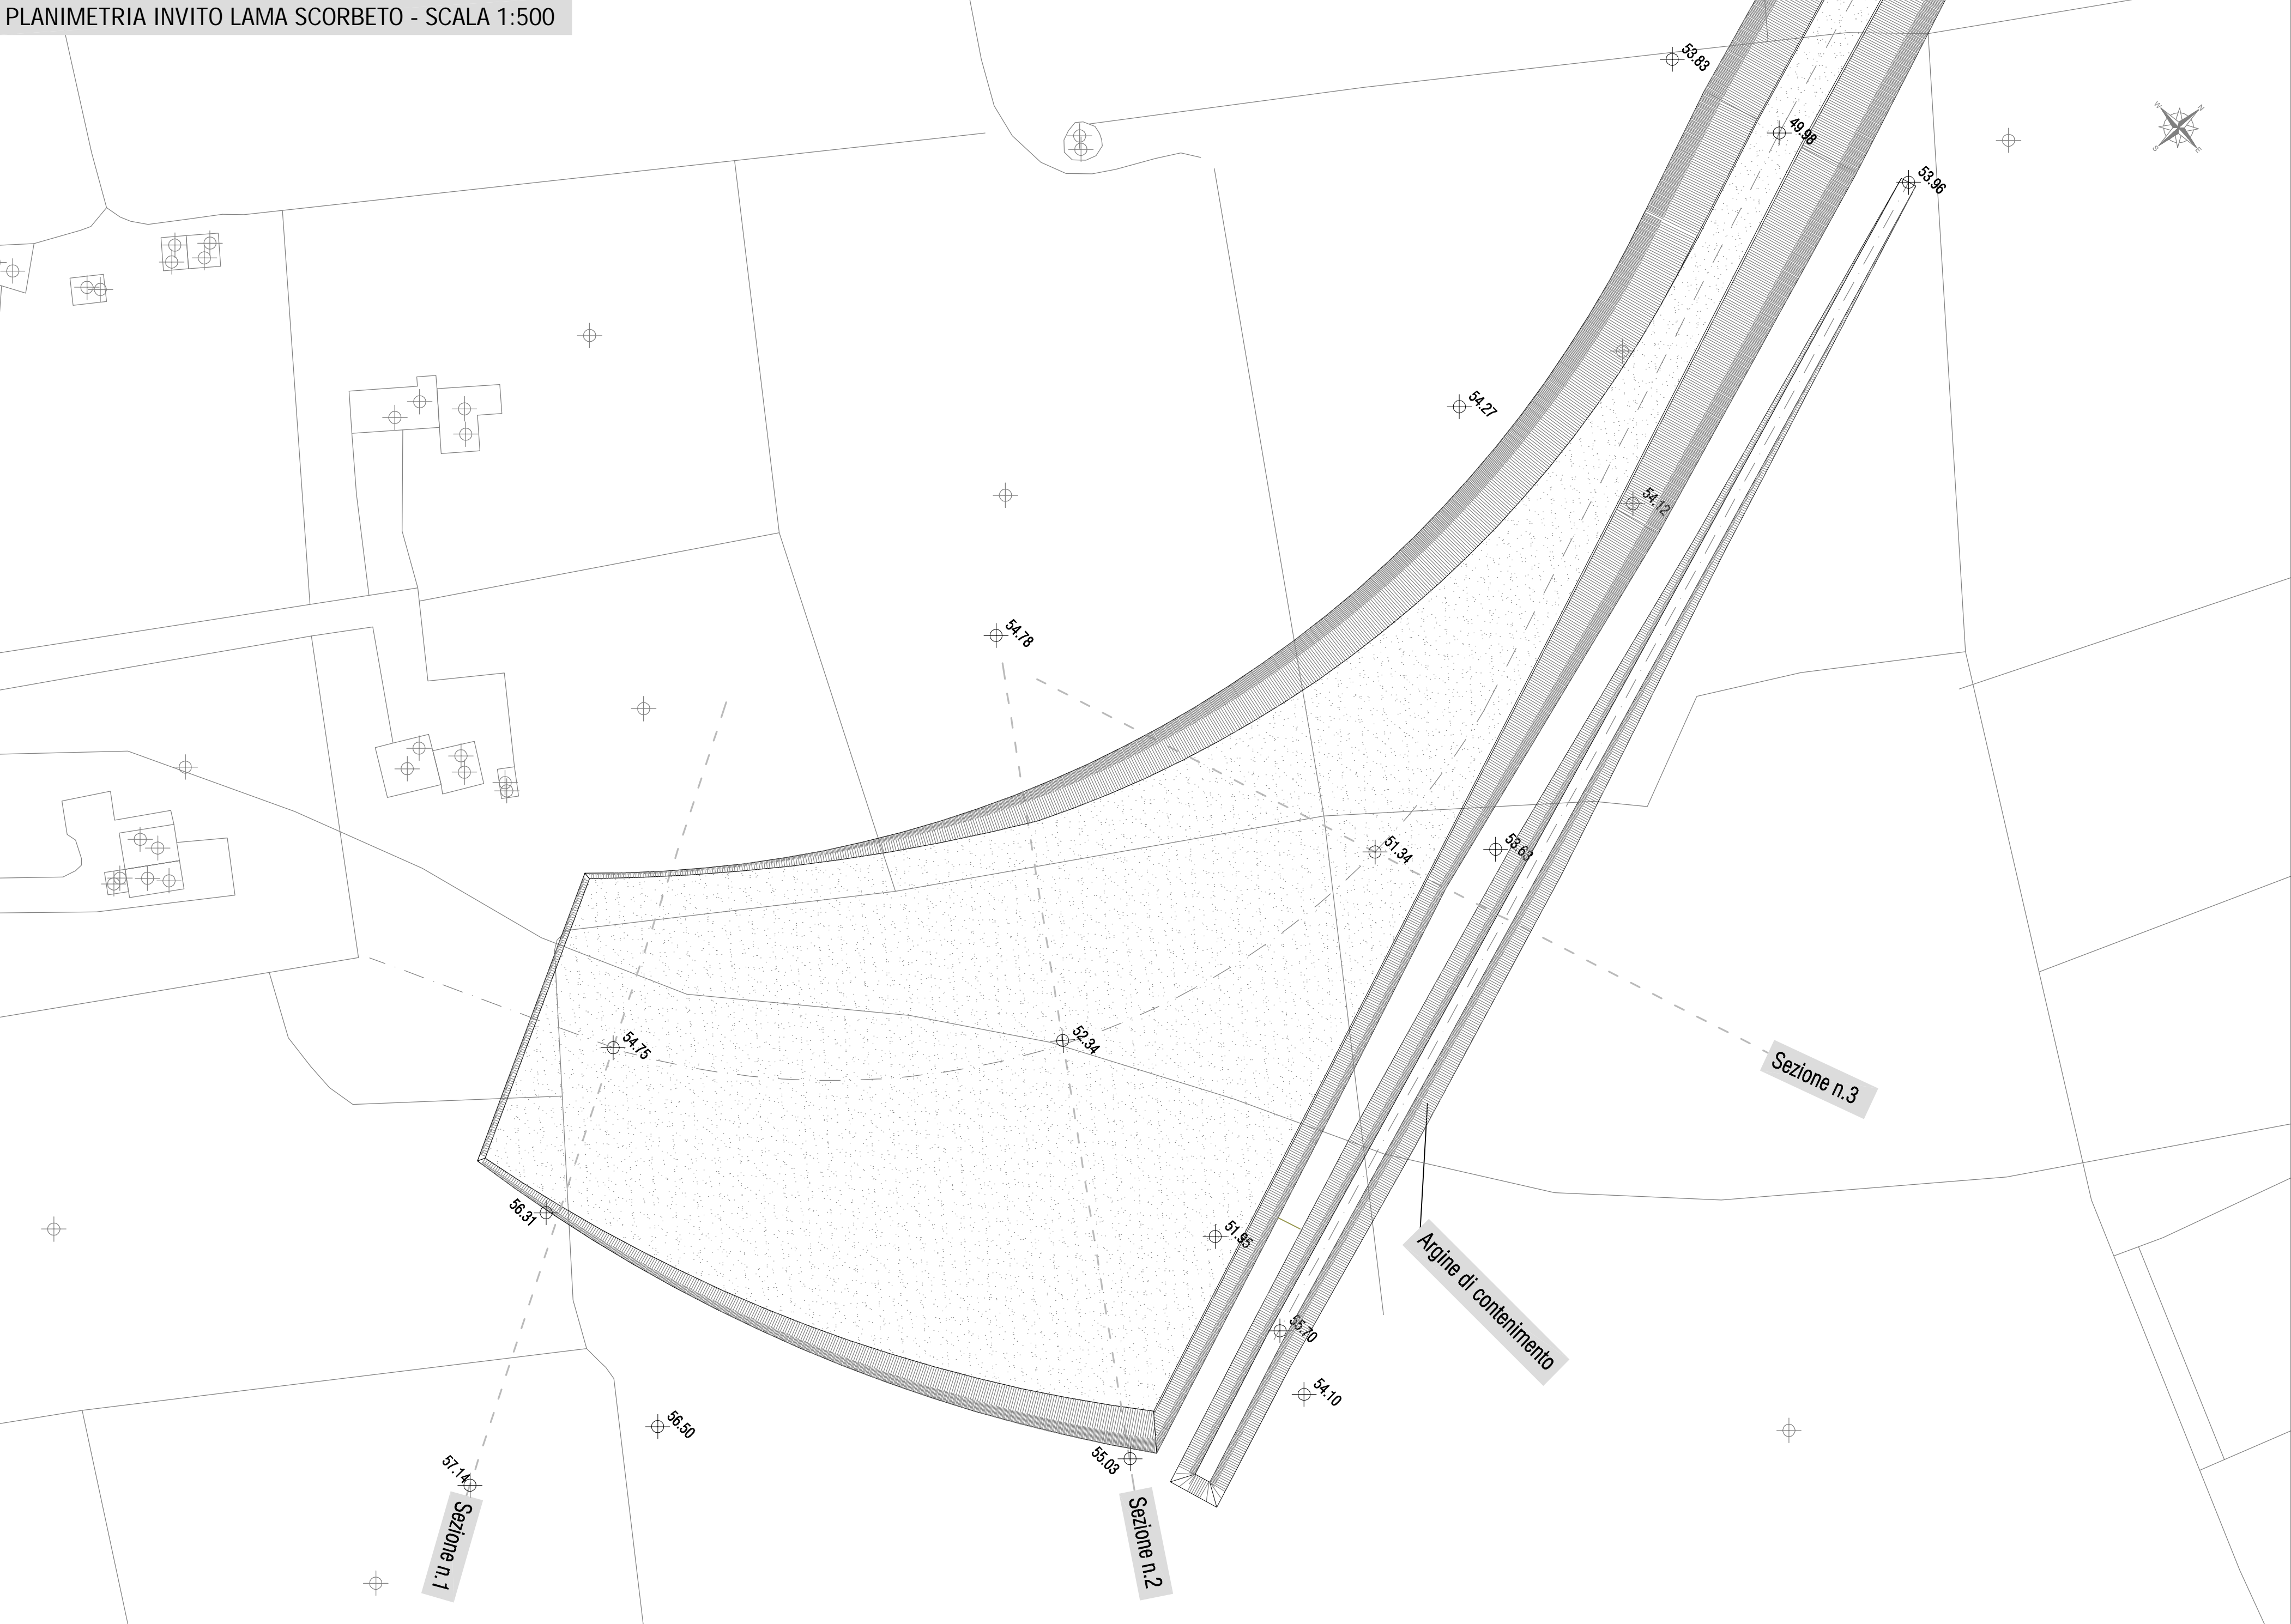 PLANIMETRIA INVITO LAMA SCORBETO - SCALA 1:500
53.83
49.98
W
N
S
E
53.96
54.27
54.12
54.78
51.34
53.63
54.75
52.34
Sezione n.3
56.31
51.95
Argine di contenimento
55.70
54.10
56.50
55.03
57.14
Sezione n.1
Sezione n.2